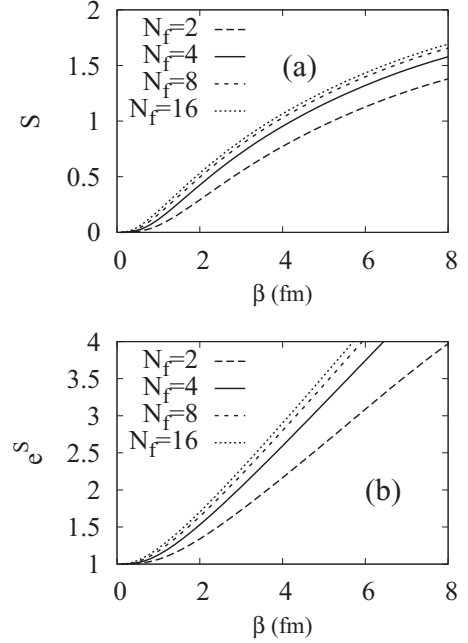 2
N_f=2
N_f=4
1.5
(a)
N_f=8
N_f=16
S
1
0.5
0
0 2 4 6 8
β (fm)
4
N_f=2
3.5
N_f=4
N_f=8
3
N_f=16
e^S
2.5
2
(b)
1.5
1
0 2 4 6 8
β (fm)